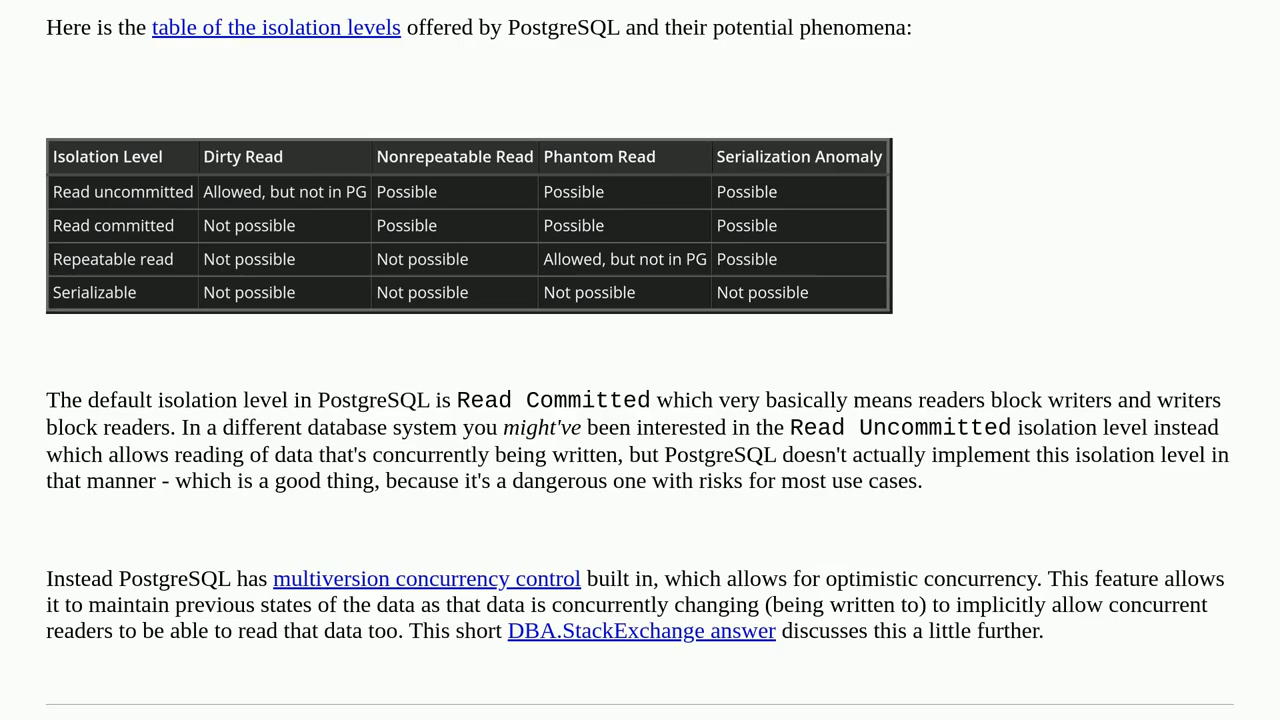 Here is the table of the isolation levels offered by PostgreSQL and their potential phenomena:
Isolation Level Dirty Read Nonrepeatable Read Phantom Read Serialization Anomaly
Read uncommitted Allowed, but not in PG Possible Possible Possible
Read committed Not possible Possible Possible Possible
Repeatable read Not possible Not possible Allowed, but not in PG Possible
Serializable Not possible Not possible Not possible Not possible
The default isolation level in PostgreSQL is Read Committed which very basically means readers block writers and writers
block readers. In a different database system you might've been interested in the Read Uncommitted isolation level instead
which allows reading of data that's concurrently being written, but PostgreSQL doesn't actually implement this isolation level in
that manner - which is a good thing, because it's a dangerous one with risks for most use cases.
Instead PostgreSQL has multiversion concurrency control built in, which allows for optimistic concurrency. This feature allows
it to maintain previous states of the data as that data is concurrently changing (being written to) to implicitly allow concurrent
readers to be able to read that data too. This short DBA.StackExchange answer discusses this a little further.